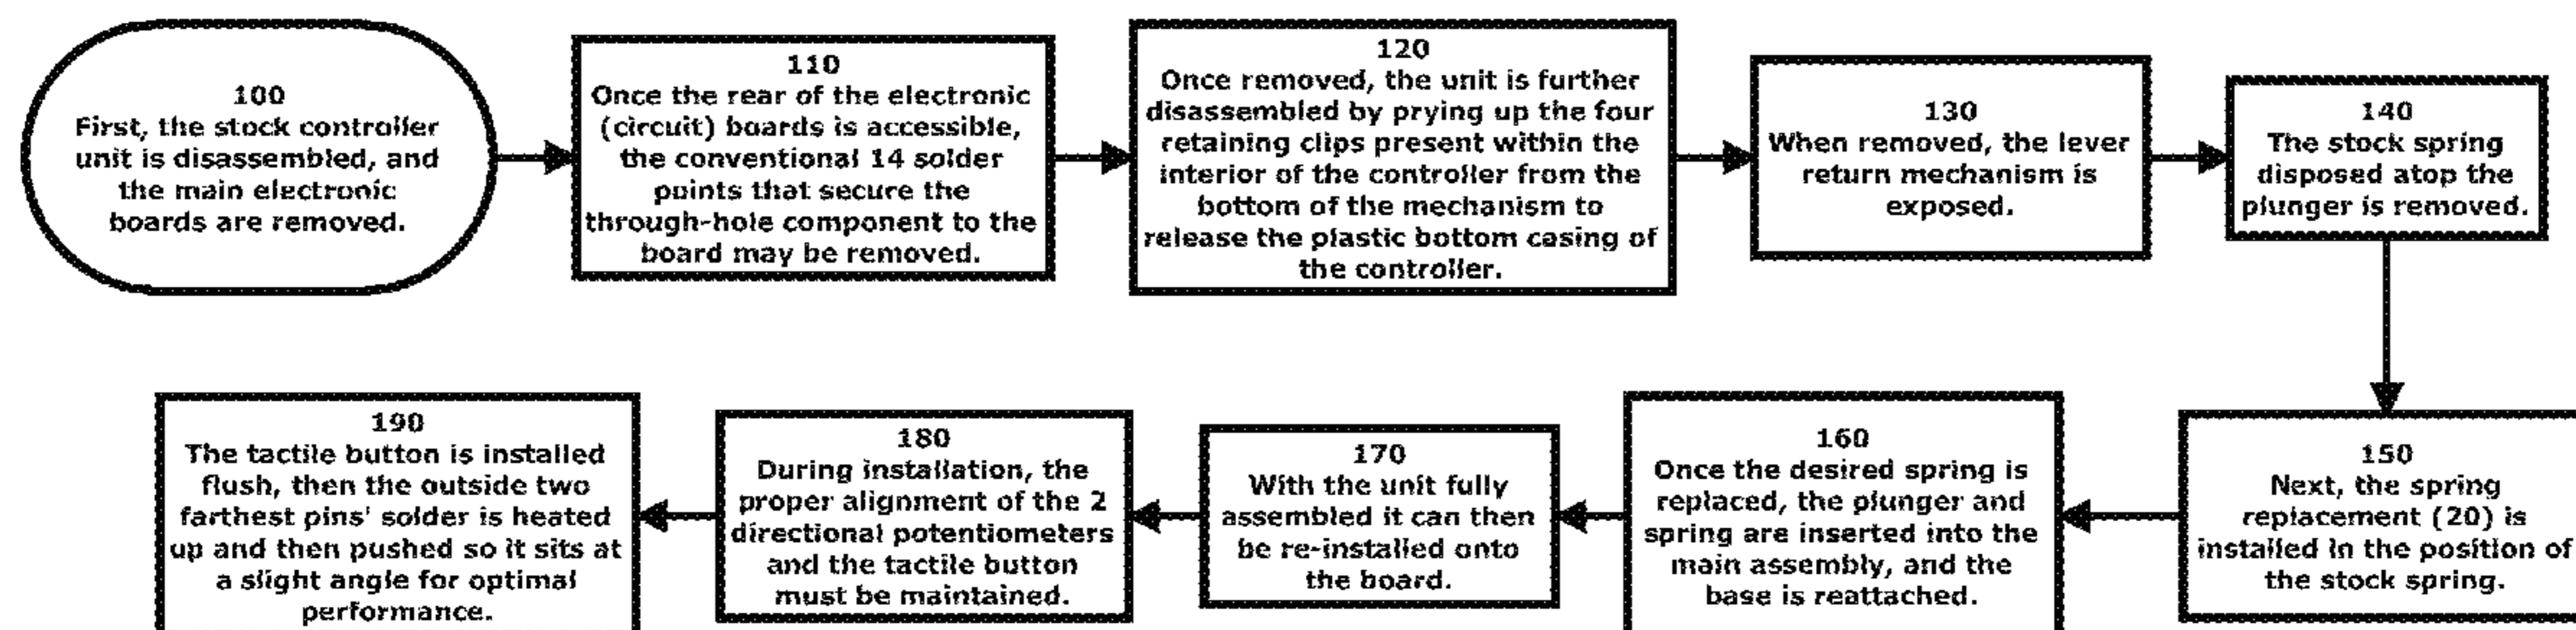 100
First, the stock controller
unit is disassembled, and
the main electronic
boards are removed.
110
Once the rear of the electronic
(circuit) boards is accessible,
the conventional 14 solder
points that secure the
through-hole component to the
board may be removed.
120
Once removed, the unit is further
disassembled by prying up the four
retaining clips present within the
interior of the controller from the
bottom of the mechanism to
release the plastic bottom casing of
the controller.
130
When removed, the lever
return mechanism is
exposed.
140
The stock spring
disposed atop the
plunger is removed.
150
Next, the spring
replacement (20) is
installed in the position of
the stock spring.
160
Once the desired spring is
replaced, the plunger and
spring are inserted into the
main assembly, and the
base is reattached.
170
With the unit fully
assembled it can then
be re-installed onto
the board.
180
During installation, the
proper alignment of the 2
directional potentiometers
and the tactile button
must be maintained.
190
The tactile button is installed
flush, then the outside two
farthest pins' solder is heated
up and then pushed so it sits at
a slight angle for optimal
performance.